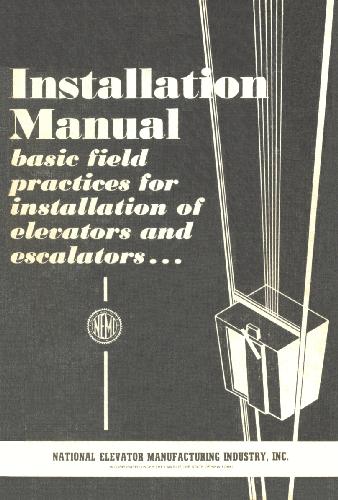 Installation
Manual
basic field
practices for
installation of
elevators and
escalators...
NEMI
NATIONAL ELEVATOR MANUFACTURING INDUSTRY, INC.